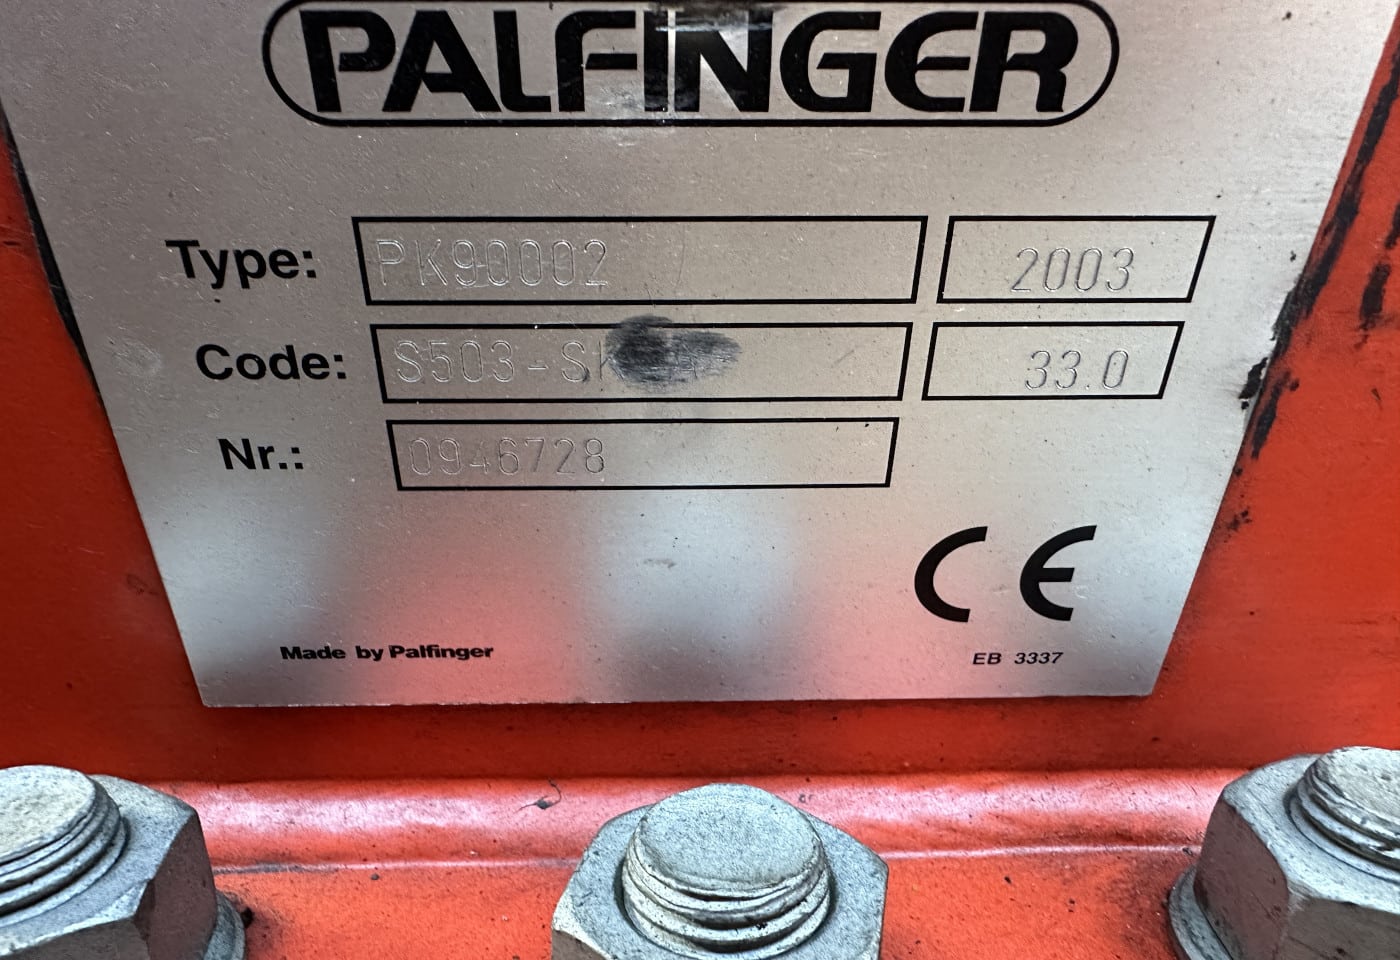 PALFINGER
Type: PK90002 2003
Code: S503-SK 33.0
Nr.: 0946728
CE
Made by Palfinger
EB 3337